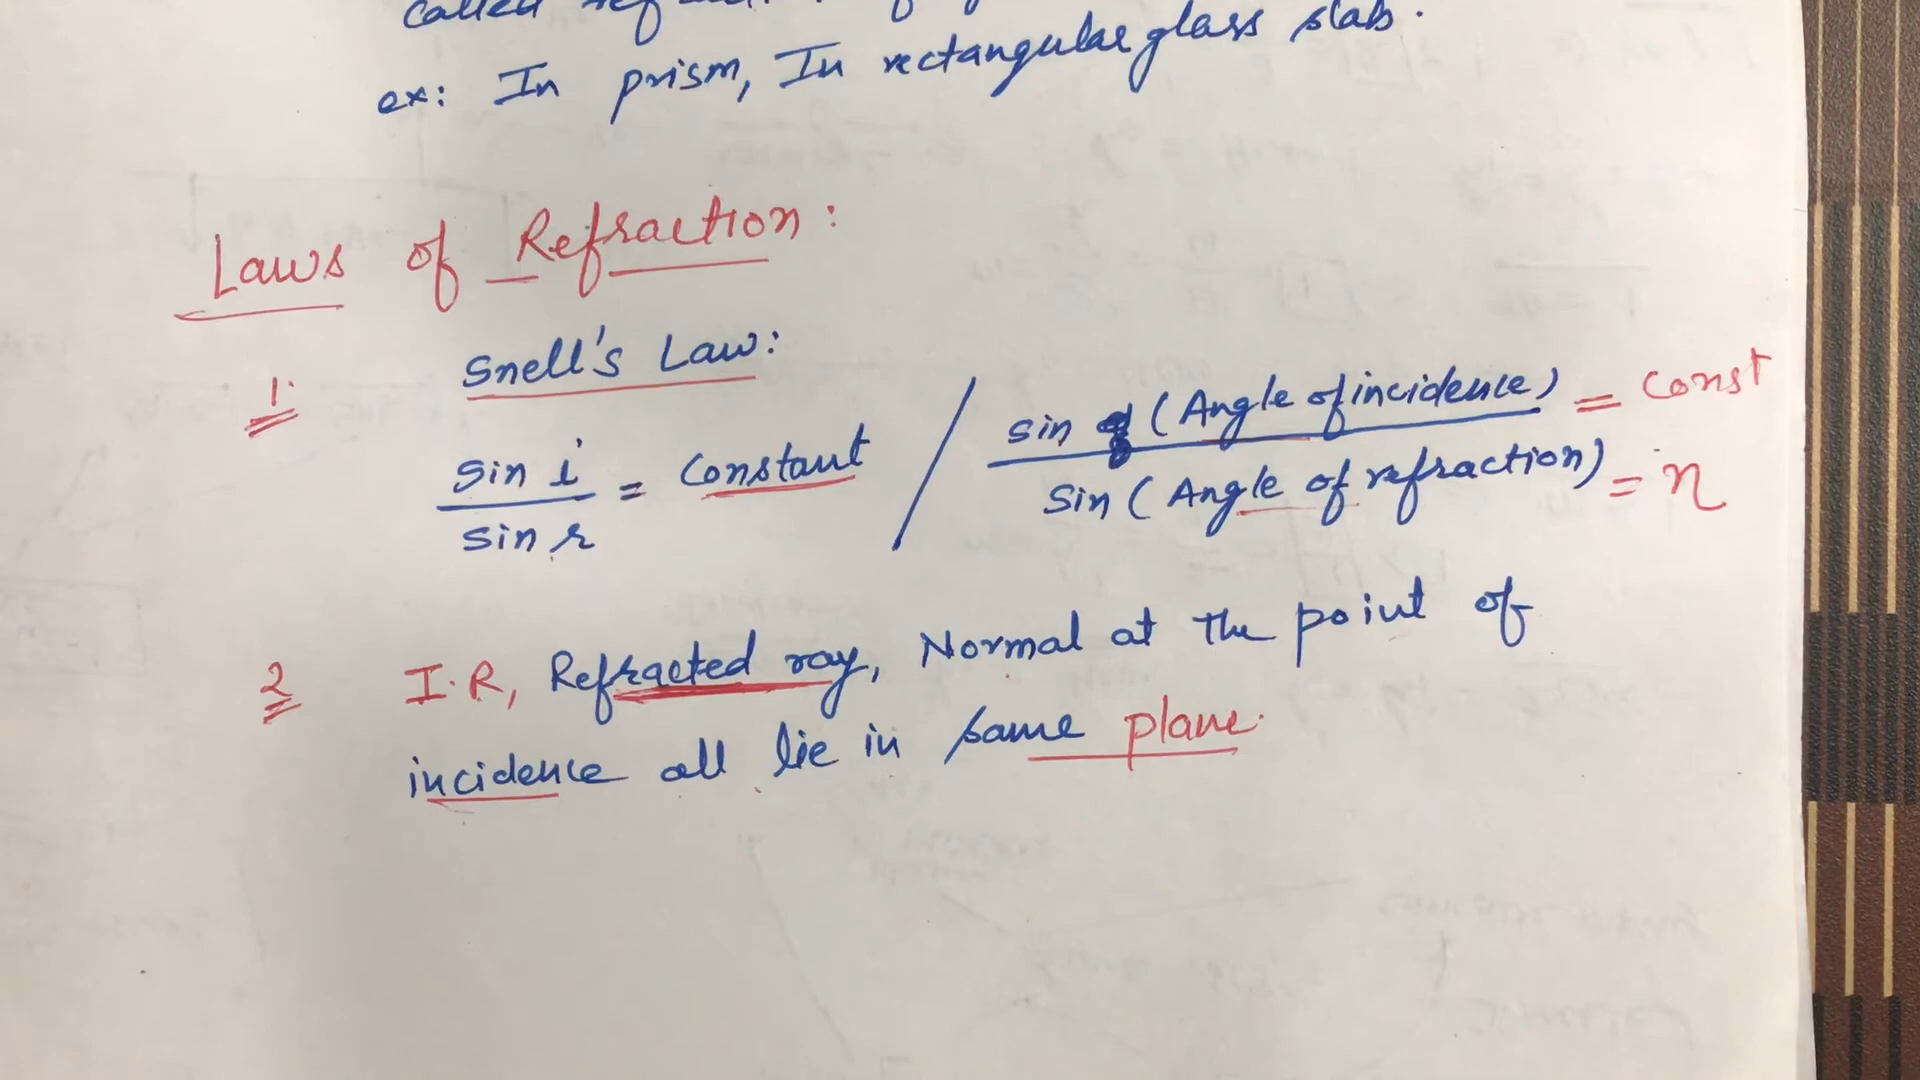 called
ex: In prism, In rectangular glass slab.
Laws of Refraction:
1. Snell's Law:
sin i / sin r = Constant / sin (Angle of incidence) / Sin (Angle of refraction) = const = n
2 I.R, Refracted ray, Normal at the point of
incidence all lie in same plane.